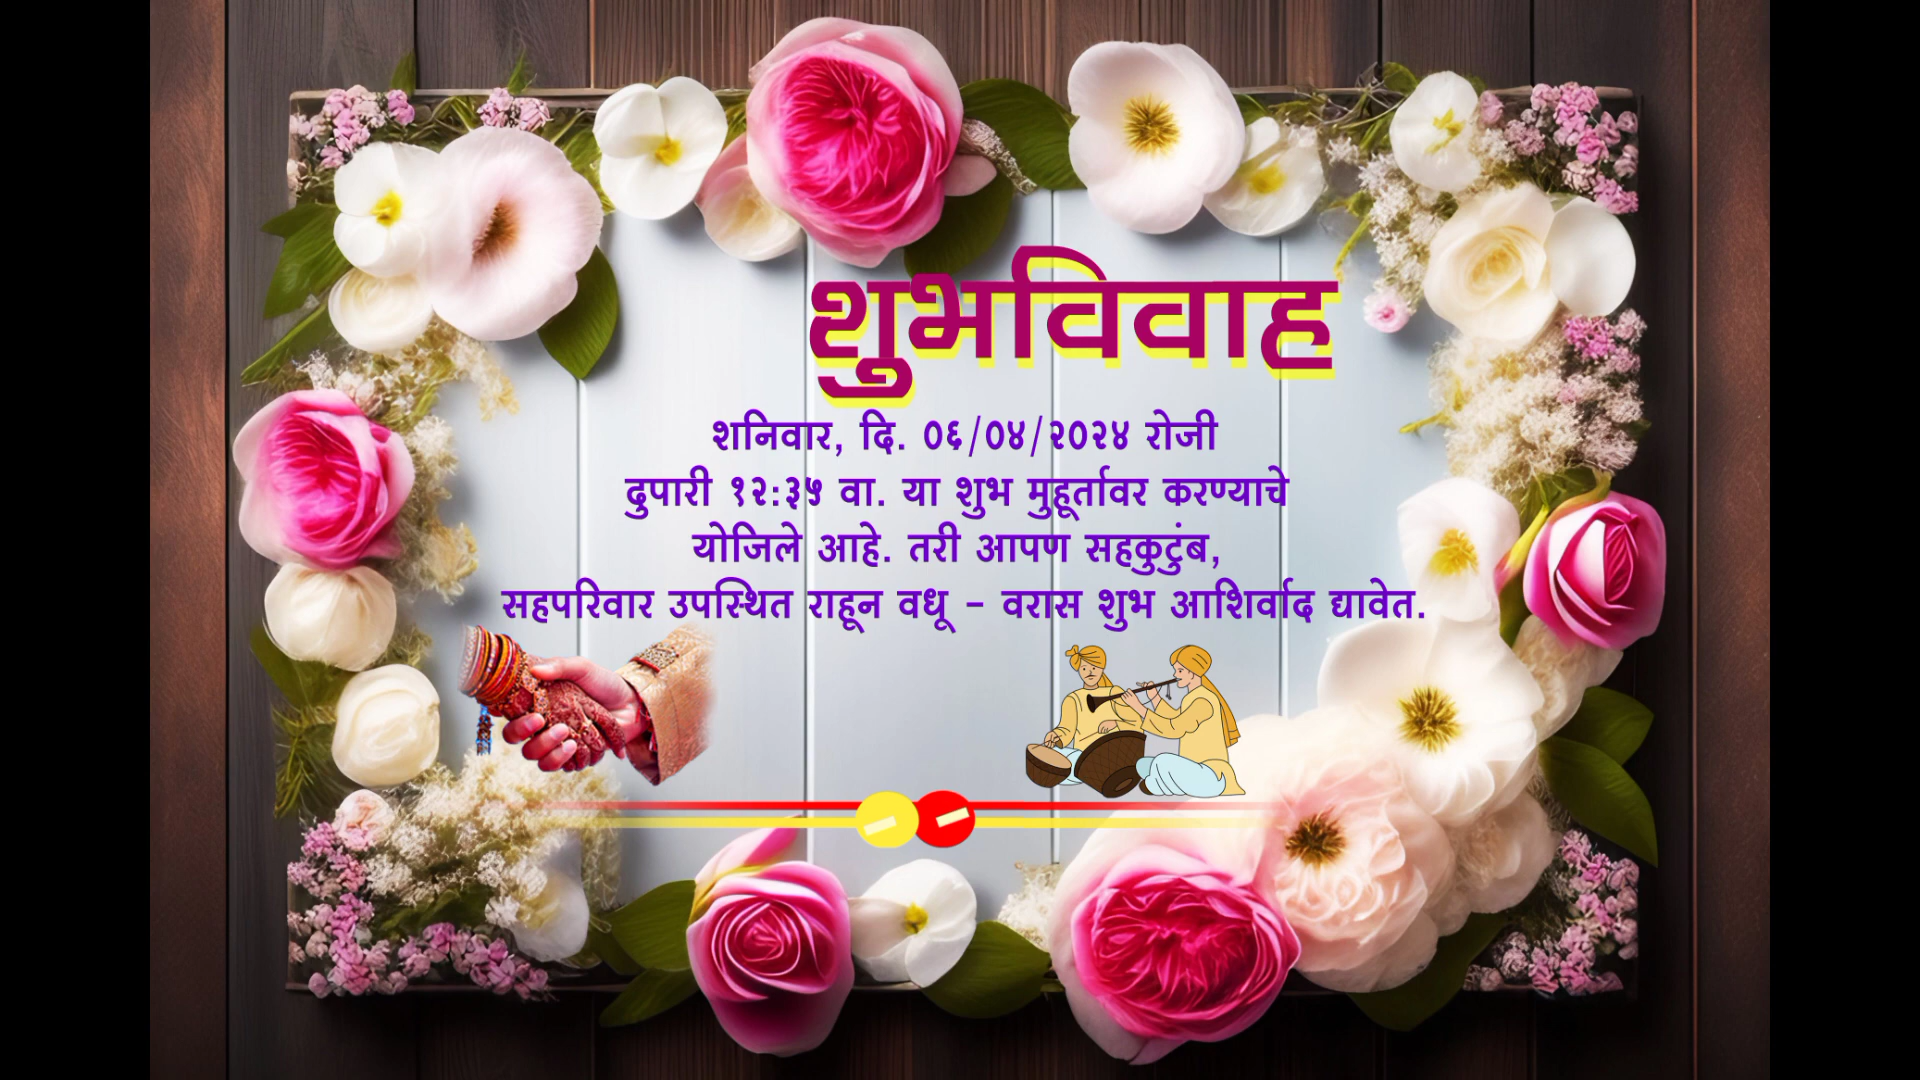 शुभविवाह
शनिवार, दि. ०६/०४/२०२४ रोजी
दुपारी १२:३५ वा. या शुभ मुहूर्तावर करण्याचे
योजिले आहे. तरी आपण सहकुटुंब,
सहपरिवार उपस्थित राहून वधू - वरास शुभ आशिर्वाद द्यावेत.